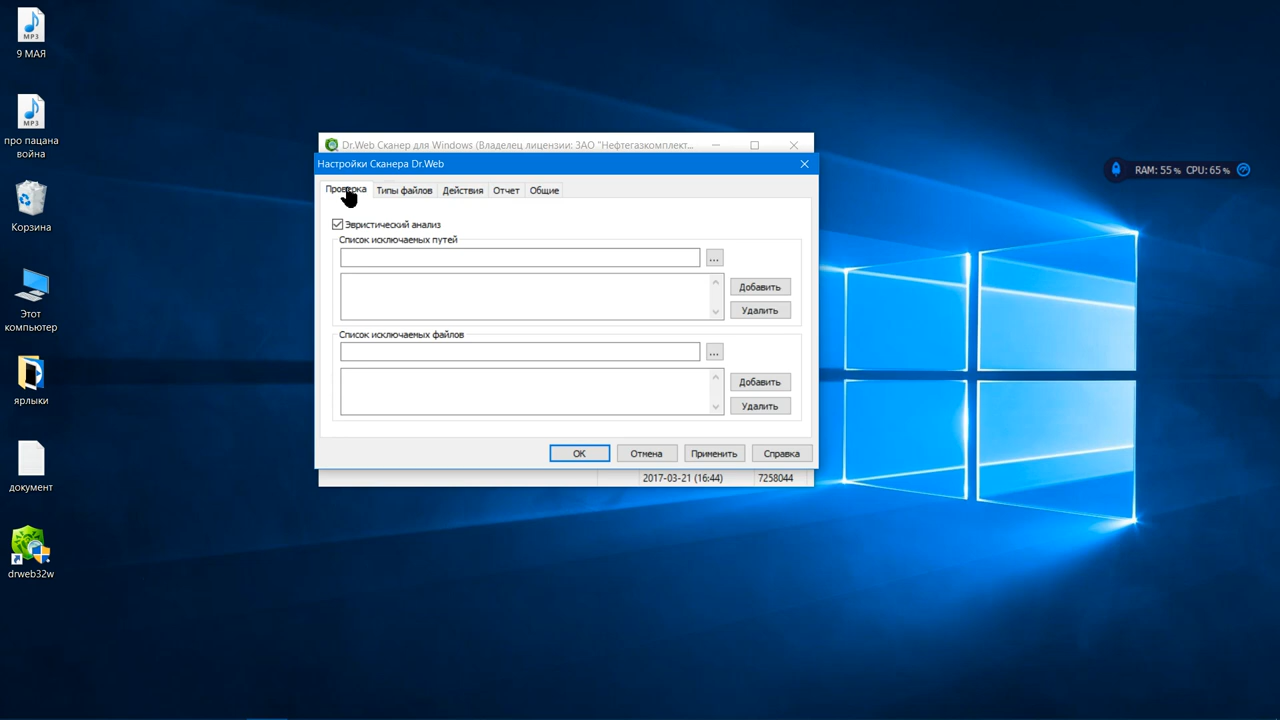 MP3
9 МАЯ
MP3
про пацана
война
Корзина
Этот
компьютер
ярлыки
документ
drweb32w
Dr.Web Сканер для Windows (Владелец лицензии: ЗАО "Нефтегазкомплект...
Настройки Сканера Dr.Web
Проверка Типы файлов Действия Отчет Общие
Эвристический анализ
Список исключаемых путей
...
Добавить
Удалить
Список исключаемых файлов
...
Добавить
Удалить
OK Отмена Применить Справка
2017-03-21 (16:44) 7258044
RAM: 55 % CPU: 65 %